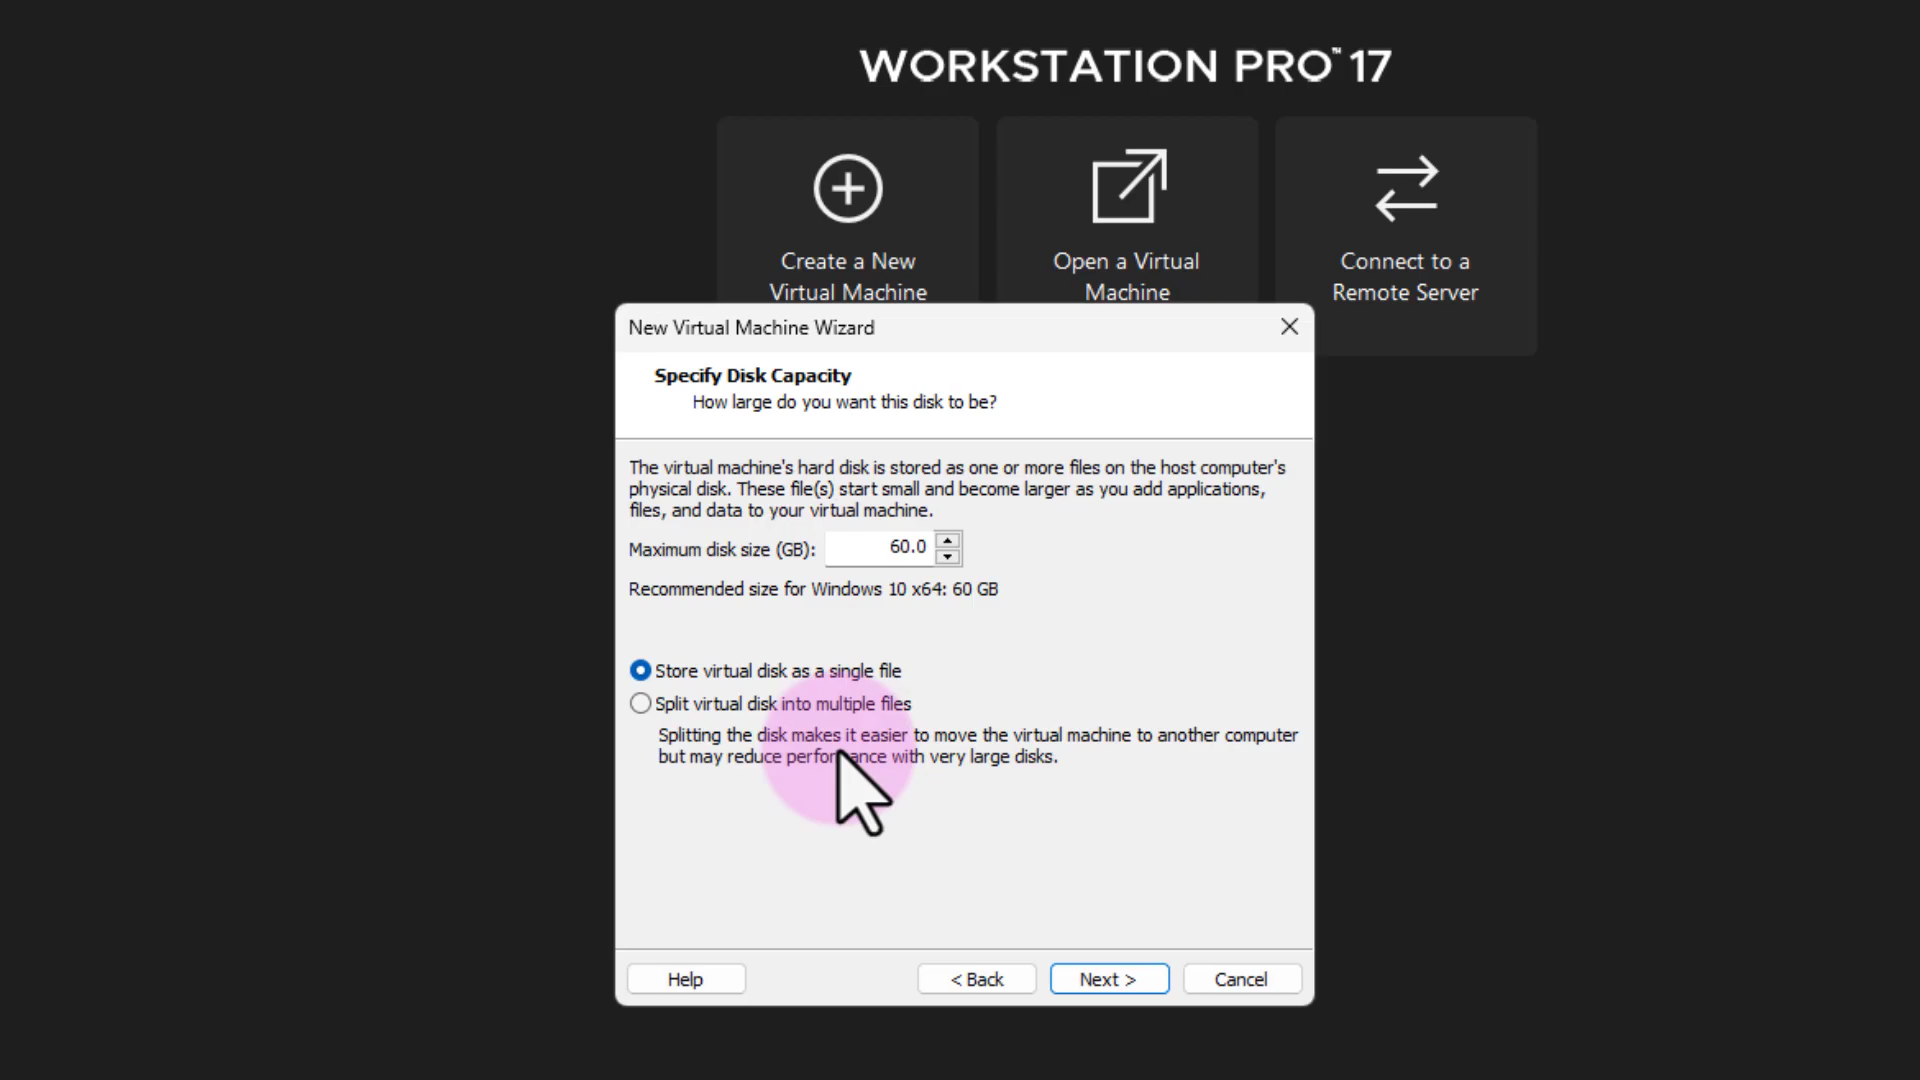 WORKSTATION PRO™ 17
Create a New
Virtual Machine
Open a Virtual
Machine
Connect to a
Remote Server
New Virtual Machine Wizard
Specify Disk Capacity
How large do you want this disk to be?
The virtual machine's hard disk is stored as one or more files on the host computer's
physical disk. These file(s) start small and become larger as you add applications,
files, and data to your virtual machine.
Maximum disk size (GB): 60.0
Recommended size for Windows 10 x64: 60 GB
Store virtual disk as a single file
Split virtual disk into multiple files
Splitting the disk makes it easier to move the virtual machine to another computer
but may reduce performance with very large disks.
Help
< Back
Next >
Cancel